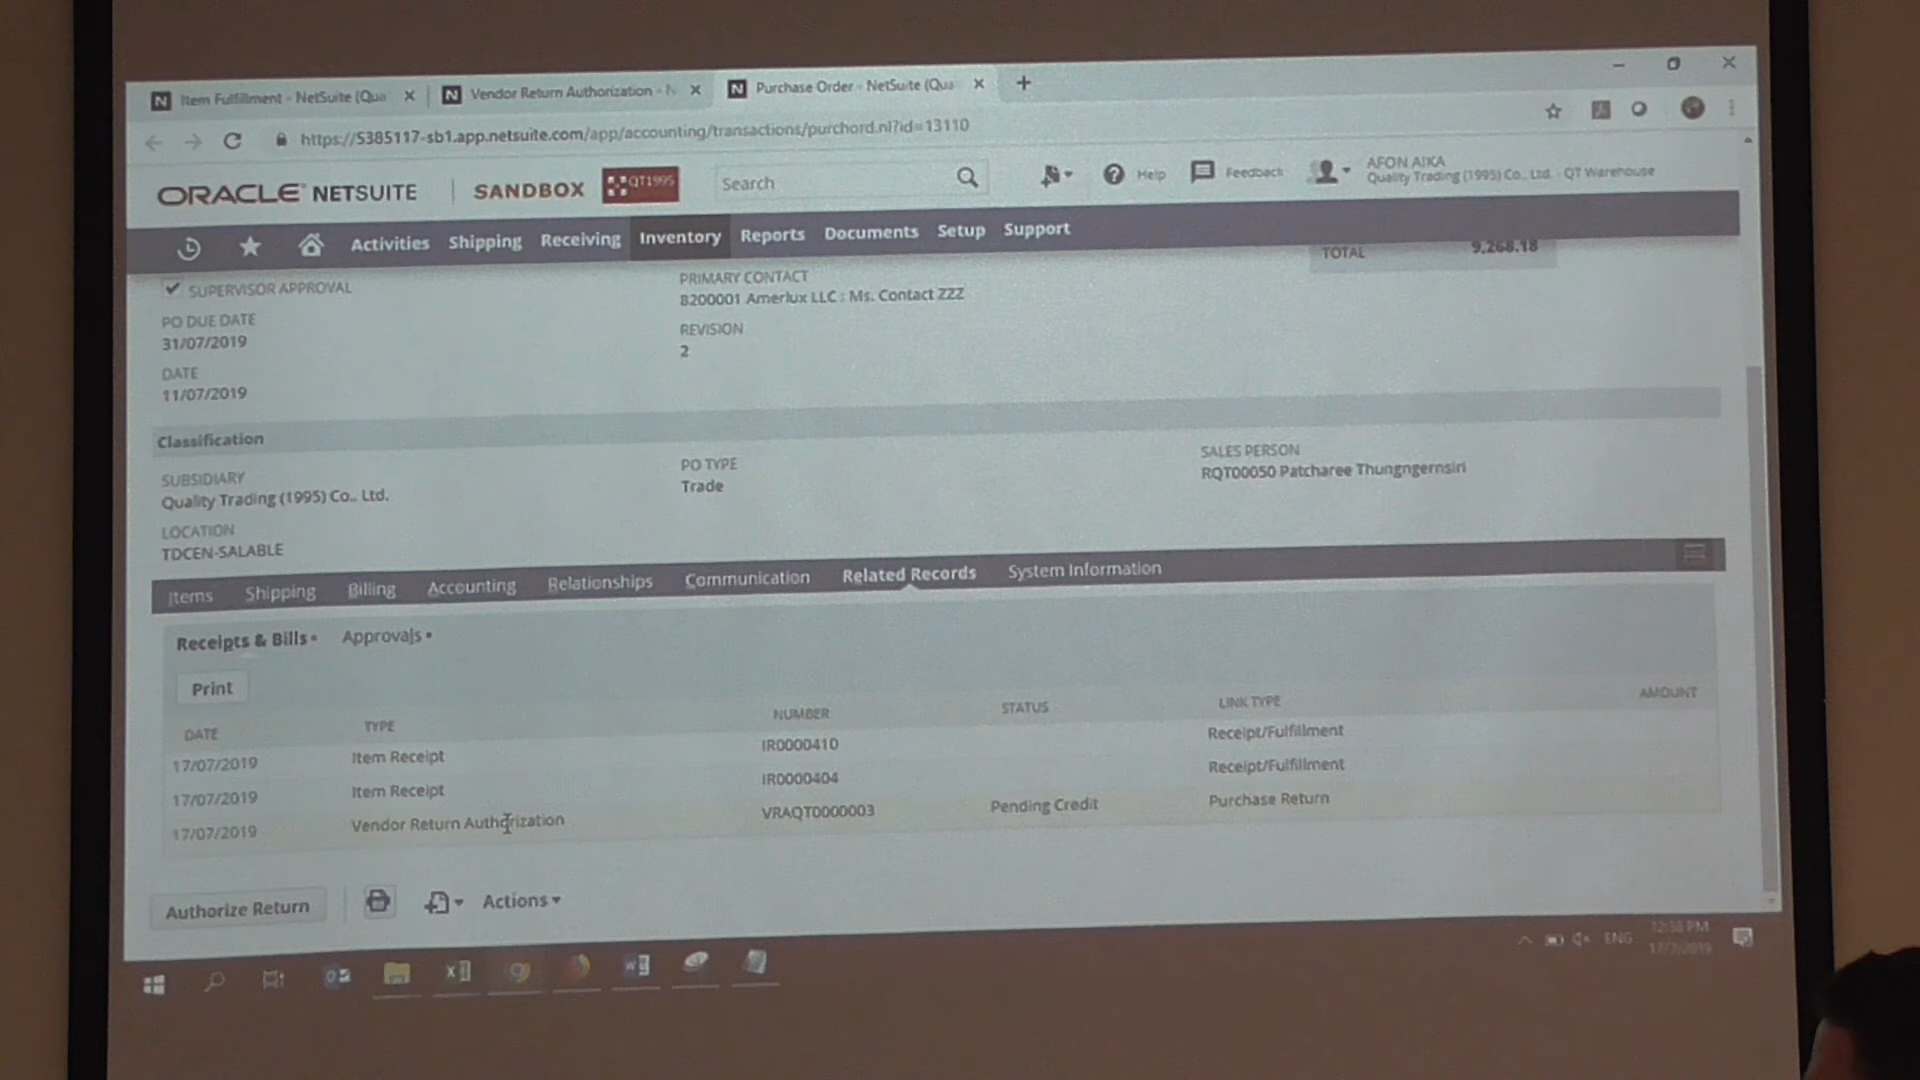 Item Fulfillment - NetSuite (Qua
Vendor Return Authorization - N
Purchase Order - NetSuite (Qua
https://5385117-sb1.app.netsuite.com/app/accounting/transactions/purchord.nl?id=13110
ORACLE NETSUITE
SANDBOX
QT1995
Search
Help
Feedback
AFON AIKA
Quality Trading (1995) Co., Ltd. - QT Warehouse
Activities Shipping Receiving Inventory Reports Documents Setup Support
TOTAL 9,268.18
SUPERVISOR APPROVAL
PRIMARY CONTACT
8200001 Amerlux LLC : Ms. Contact ZZZ
PO DUE DATE
31/07/2019
REVISION
2
DATE
11/07/2019
Classification
SUBSIDIARY
Quality Trading (1995) Co., Ltd.
PO TYPE
Trade
SALES PERSON
RQT00050 Patcharee Thungngernsiri
LOCATION
TDCEN-SALABLE
Items Shipping Billing Accounting Relationships Communication Related Records System Information
Receipts & Bills • Approvals •
Print
DATE TYPE NUMBER STATUS LINK TYPE AMOUNT
17/07/2019 Item Receipt IR0000410 Receipt/Fulfillment
17/07/2019 Item Receipt IR0000404 Receipt/Fulfillment
17/07/2019 Vendor Return Authorization VRAQT0000003 Pending Credit Purchase Return
Authorize Return
Actions
ENG
12:38 PM
17/7/2019